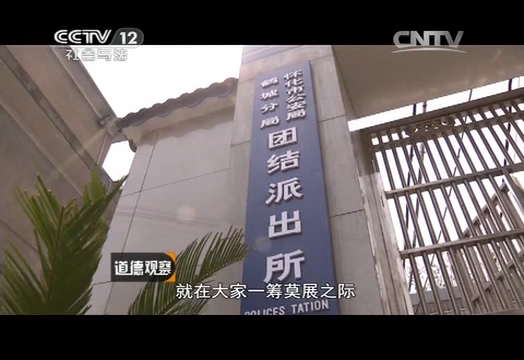 CCTV 12
社会与法
CNTV
怀化市公安局
鹤城分局
团结派出所
POLICES TATION
道德观察
就在大家一筹莫展之际